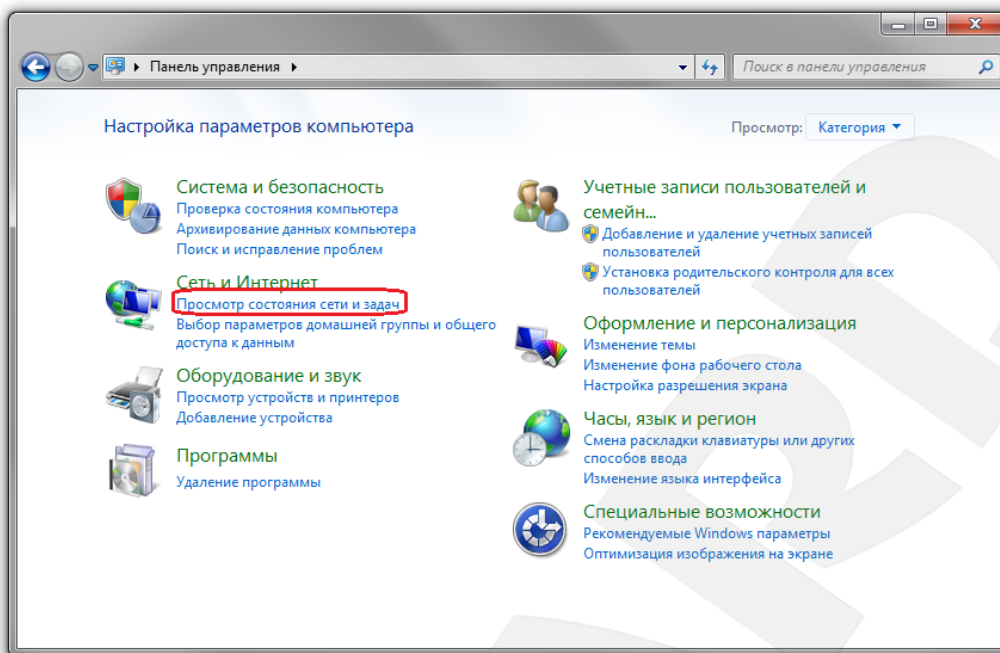 Панель управления
Поиск в панели управления
Настройка параметров компьютера
Просмотр: Категория
Система и безопасность
Проверка состояния компьютера
Архивирование данных компьютера
Поиск и исправление проблем
Сеть и Интернет
Просмотр состояния сети и задач
Выбор параметров домашней группы и общего
доступа к данным
Оборудование и звук
Просмотр устройств и принтеров
Добавление устройства
Программы
Удаление программы
Учетные записи пользователей и
семейн...
Добавление и удаление учетных записей
пользователей
Установка родительского контроля для всех
пользователей
Оформление и персонализация
Изменение темы
Изменение фона рабочего стола
Настройка разрешения экрана
Часы, язык и регион
Смена раскладки клавиатуры или других
способов ввода
Изменение языка интерфейса
Специальные возможности
Рекомендуемые Windows параметры
Оптимизация изображения на экране